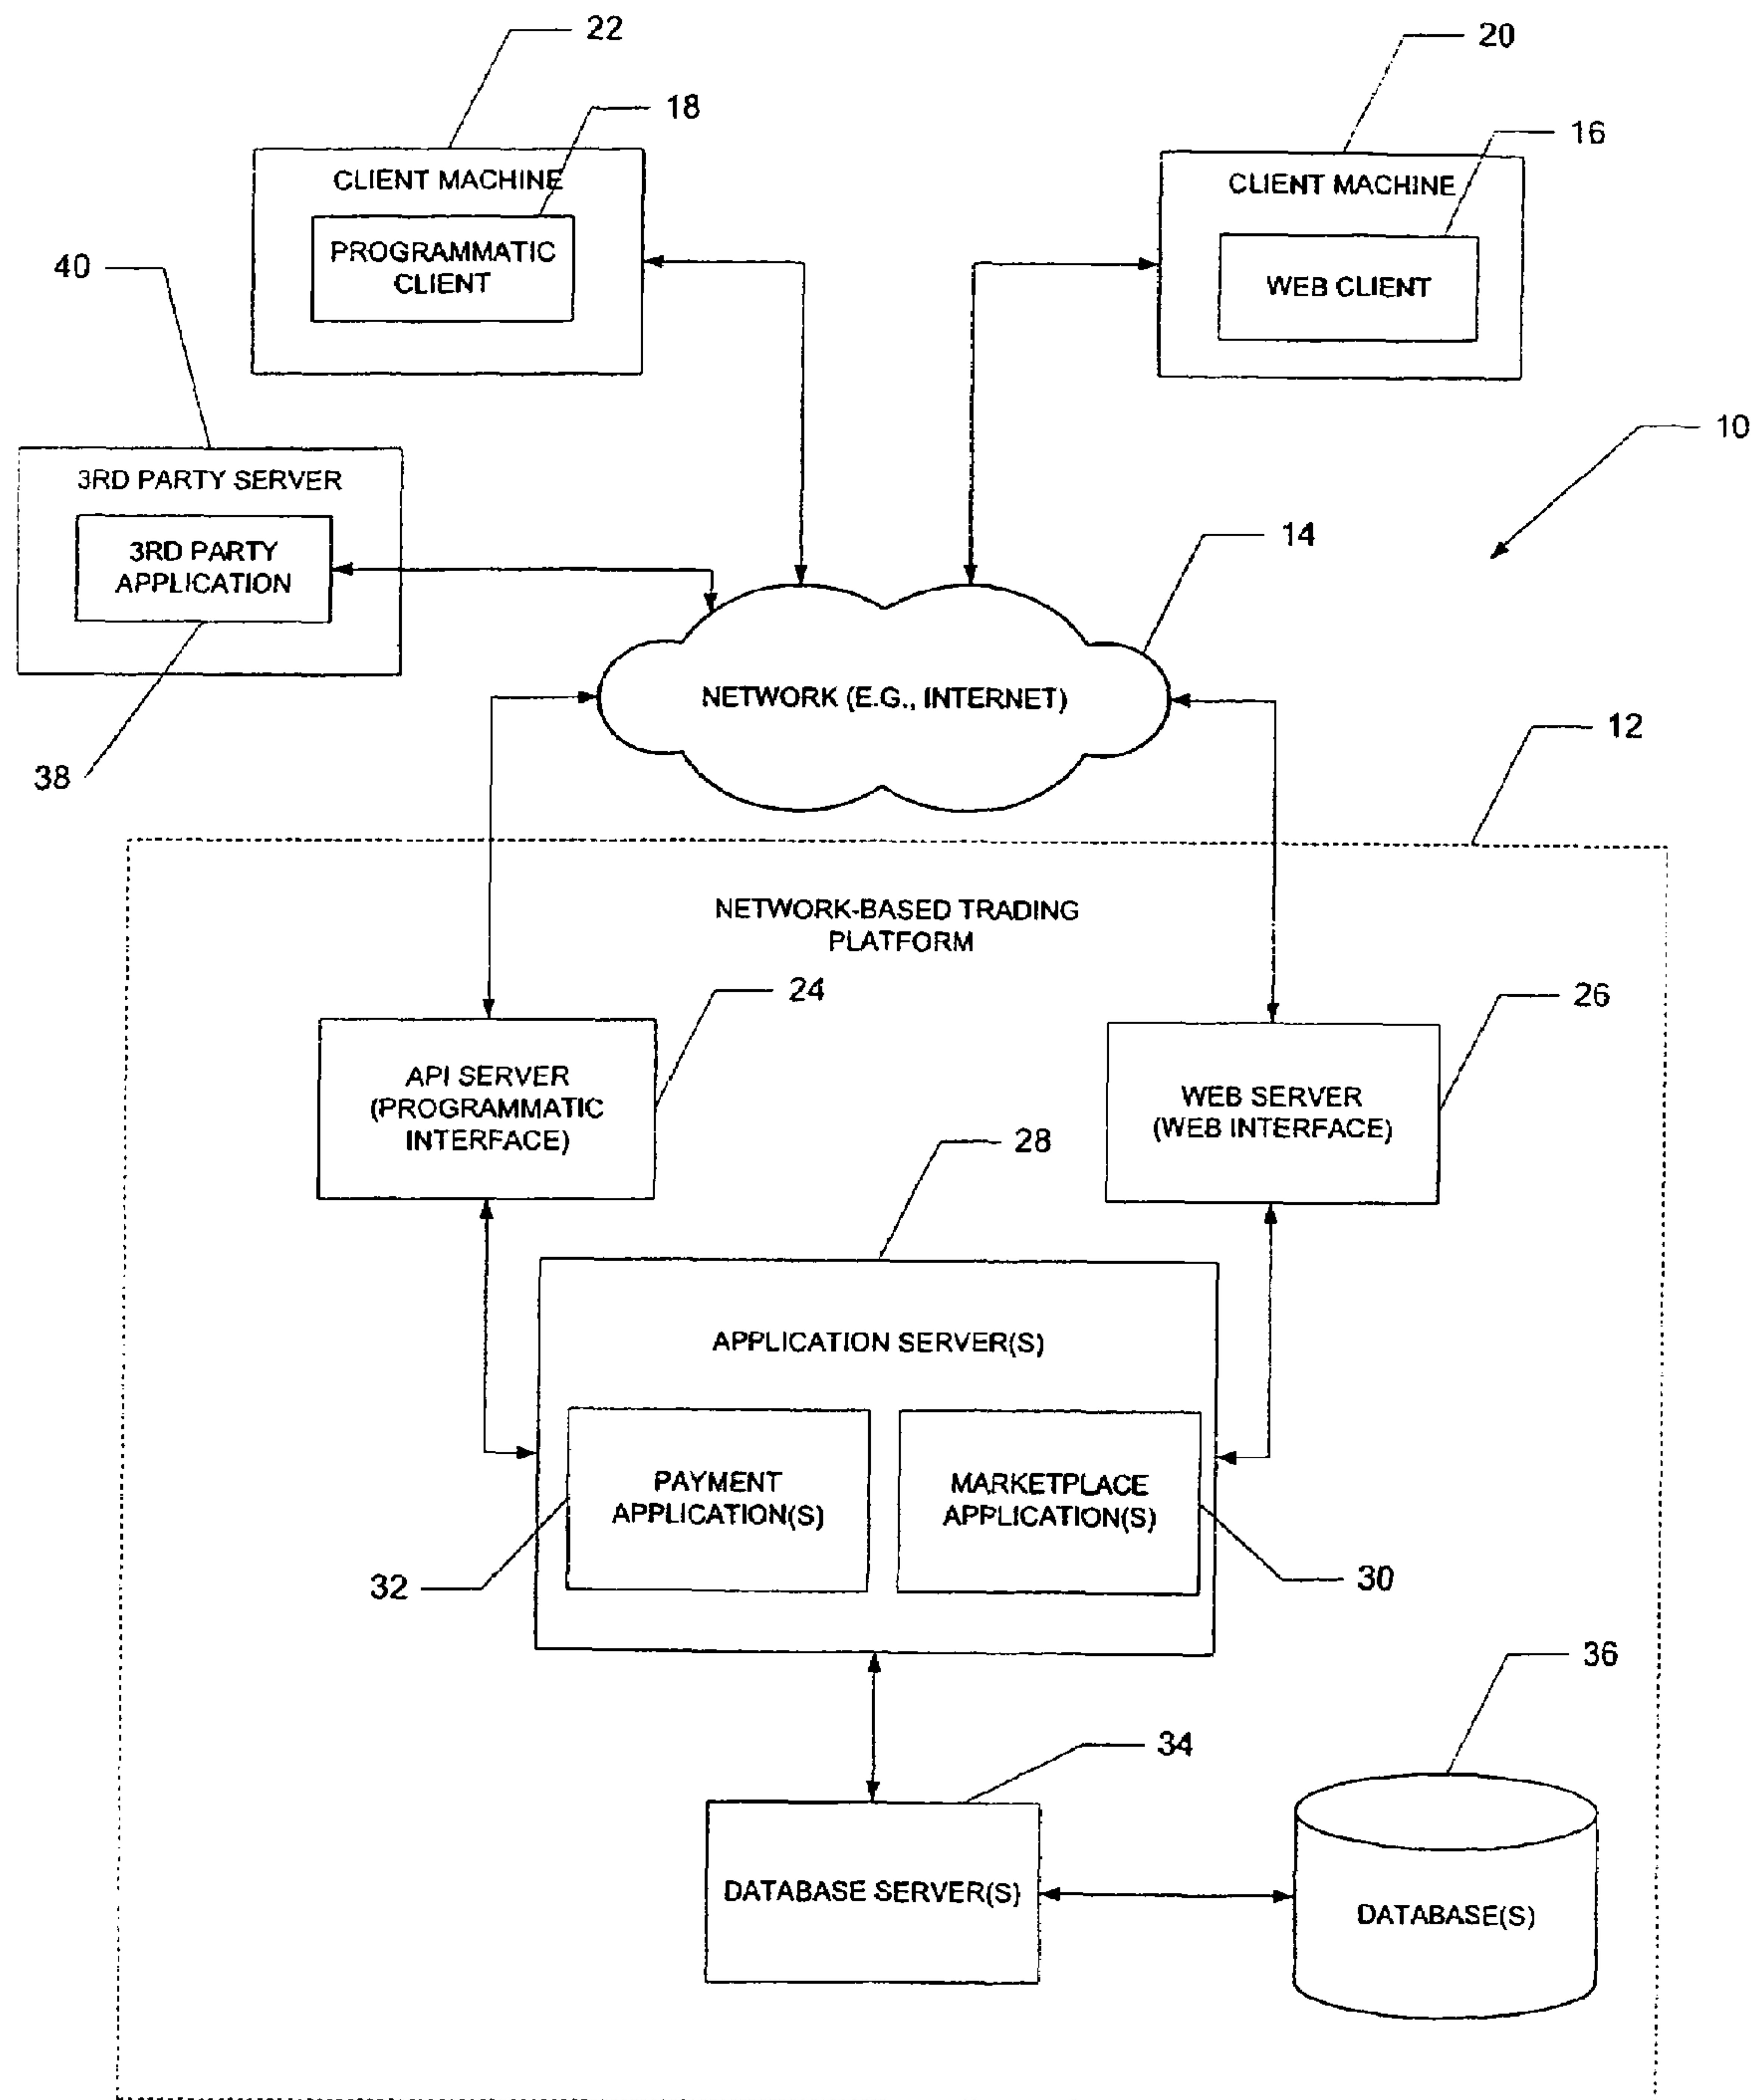 22
20
18
16
CLIENT MACHINE
CLIENT MACHINE
PROGRAMMATIC
CLIENT
WEB CLIENT
40
10
3RD PARTY SERVER
3RD PARTY
APPLICATION
14
NETWORK (E.G., INTERNET)
38
12
NETWORK-BASED TRADING
PLATFORM
24
26
API SERVER
(PROGRAMMATIC
INTERFACE)
WEB SERVER
(WEB INTERFACE)
28
APPLICATION SERVER(S)
PAYMENT
APPLICATION(S)
MARKETPLACE
APPLICATION(S)
32
30
36
34
DATABASE SERVER(S)
DATABASE(S)